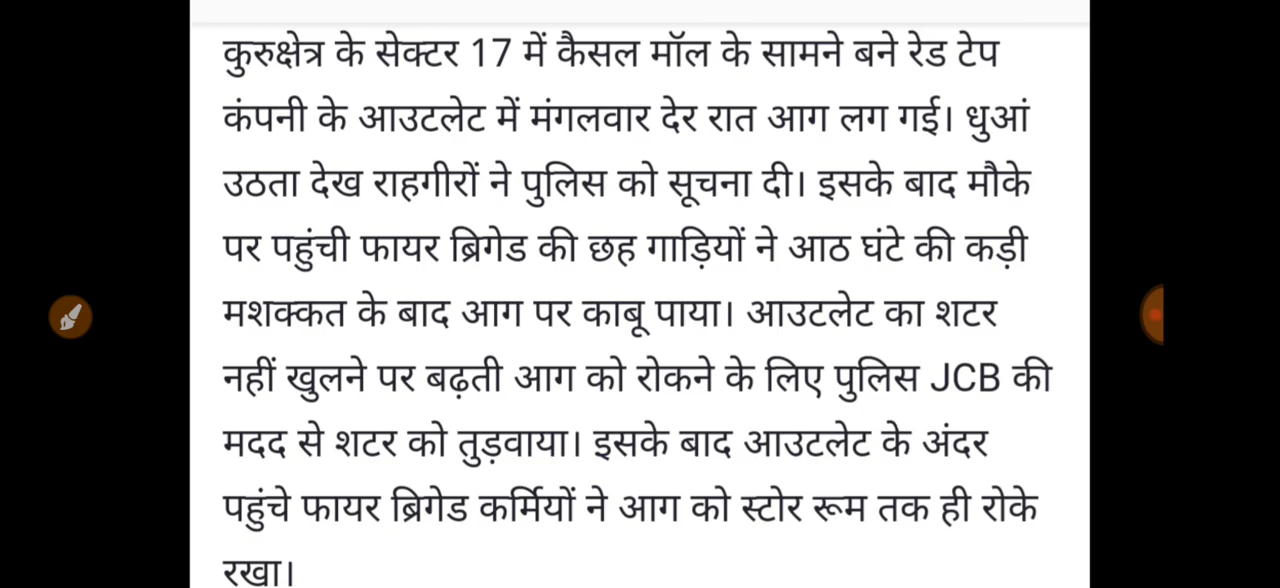 कुरुक्षेत्र के सेक्टर 17 में कैसल मॉल के सामने बने रेड टेप
कंपनी के आउटलेट में मंगलवार देर रात आग लग गई। धुआं
उठता देख राहगीरों ने पुलिस को सूचना दी। इसके बाद मौके
पर पहुंची फायर ब्रिगेड की छह गाड़ियों ने आठ घंटे की कड़ी
मशक्कत के बाद आग पर काबू पाया। आउटलेट का शटर
नहीं खुलने पर बढ़ती आग को रोकने के लिए पुलिस JCB की
मदद से शटर को तुड़वाया। इसके बाद आउटलेट के अंदर
पहुंचे फायर ब्रिगेड कर्मियों ने आग को स्टोर रूम तक ही रोके
रखा।